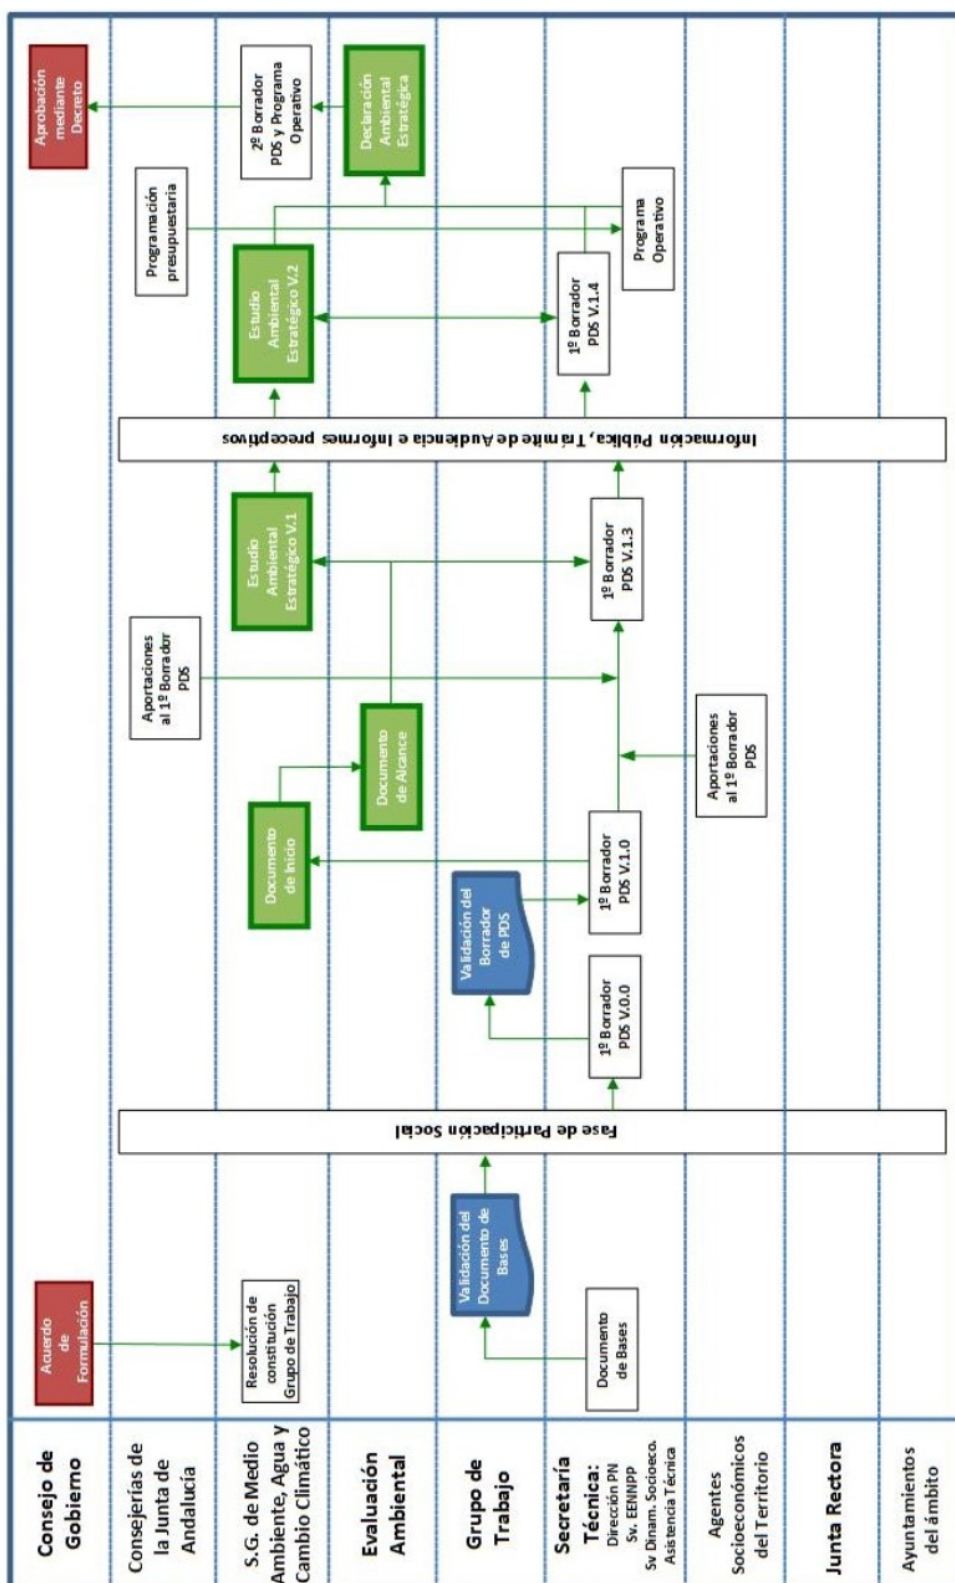 Consejo de
Gobierno
Acuerdo
de
Formulación
Aprobación
mediante
Decreto
Consejerías de
la Junta de
Andalucía
Aportaciones
al 1º Borrador
PDS
Programación
presupuestaria
S.G. de Medio
Ambiente, Agua y
Cambio Climático
Resolución de
constitución
Grupo de Trabajo
Documento
de Inicio
Estudio
Ambiental
Estratégico V.1
Estudio
Ambiental
Estratégico V.2
2º Borrador
PDS y Programa
Operativo
Evaluación
Ambiental
Documento
de Alcance
Declaración
Ambiental
Estratégica
Grupo de
Trabajo
Validación del
Documento de
Bases
Fase de Participación Social
Validación del
Borrador
de PDS
Información Pública, Trámite de Audiencia e Informes preceptivos
Secretaría
Técnica:
Dirección PN
Sv. EENNPP
Sv Dinam. Socioeco.
Asistencia Técnica
Documento
de Bases
1º Borrador
PDS V.0.0
1º Borrador
PDS V.1.0
1º Borrador
PDS V.1.3
1º Borrador
PDS V.1.4
Programa
Operativo
Agentes
Socioeconómicos
del Territorio
Aportaciones
al 1º Borrador
PDS
Junta Rectora
Ayuntamientos
del ámbito